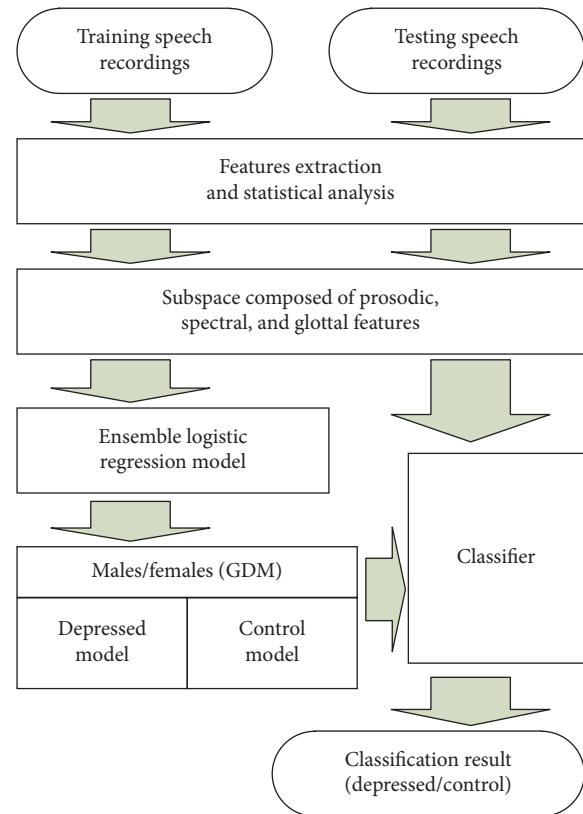 Training speech
recordings
Testing speech
recordings
Features extraction
and statistical analysis
Subspace composed of prosodic,
spectral, and glottal features
Ensemble logistic
regression model
Males/females (GDM)
Depressed
model
Control
model
Classifier
Classification result
(depressed/control)